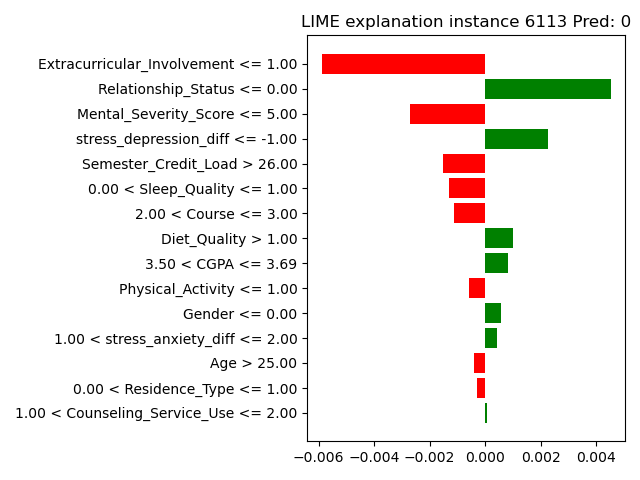 LIME explanation instance 6113 Pred: 0
Extracurricular_Involvement <= 1.00
Relationship_Status <= 0.00
Mental_Severity_Score <= 5.00
stress_depression_diff <= -1.00
Semester_Credit_Load > 26.00
0.00 < Sleep_Quality <= 1.00
2.00 < Course <= 3.00
Diet_Quality > 1.00
3.50 < CGPA <= 3.69
Physical_Activity <= 1.00
Gender <= 0.00
1.00 < stress_anxiety_diff <= 2.00
Age > 25.00
0.00 < Residence_Type <= 1.00
1.00 < Counseling_Service_Use <= 2.00
−0.006 −0.004 −0.002 0.000 0.002 0.004